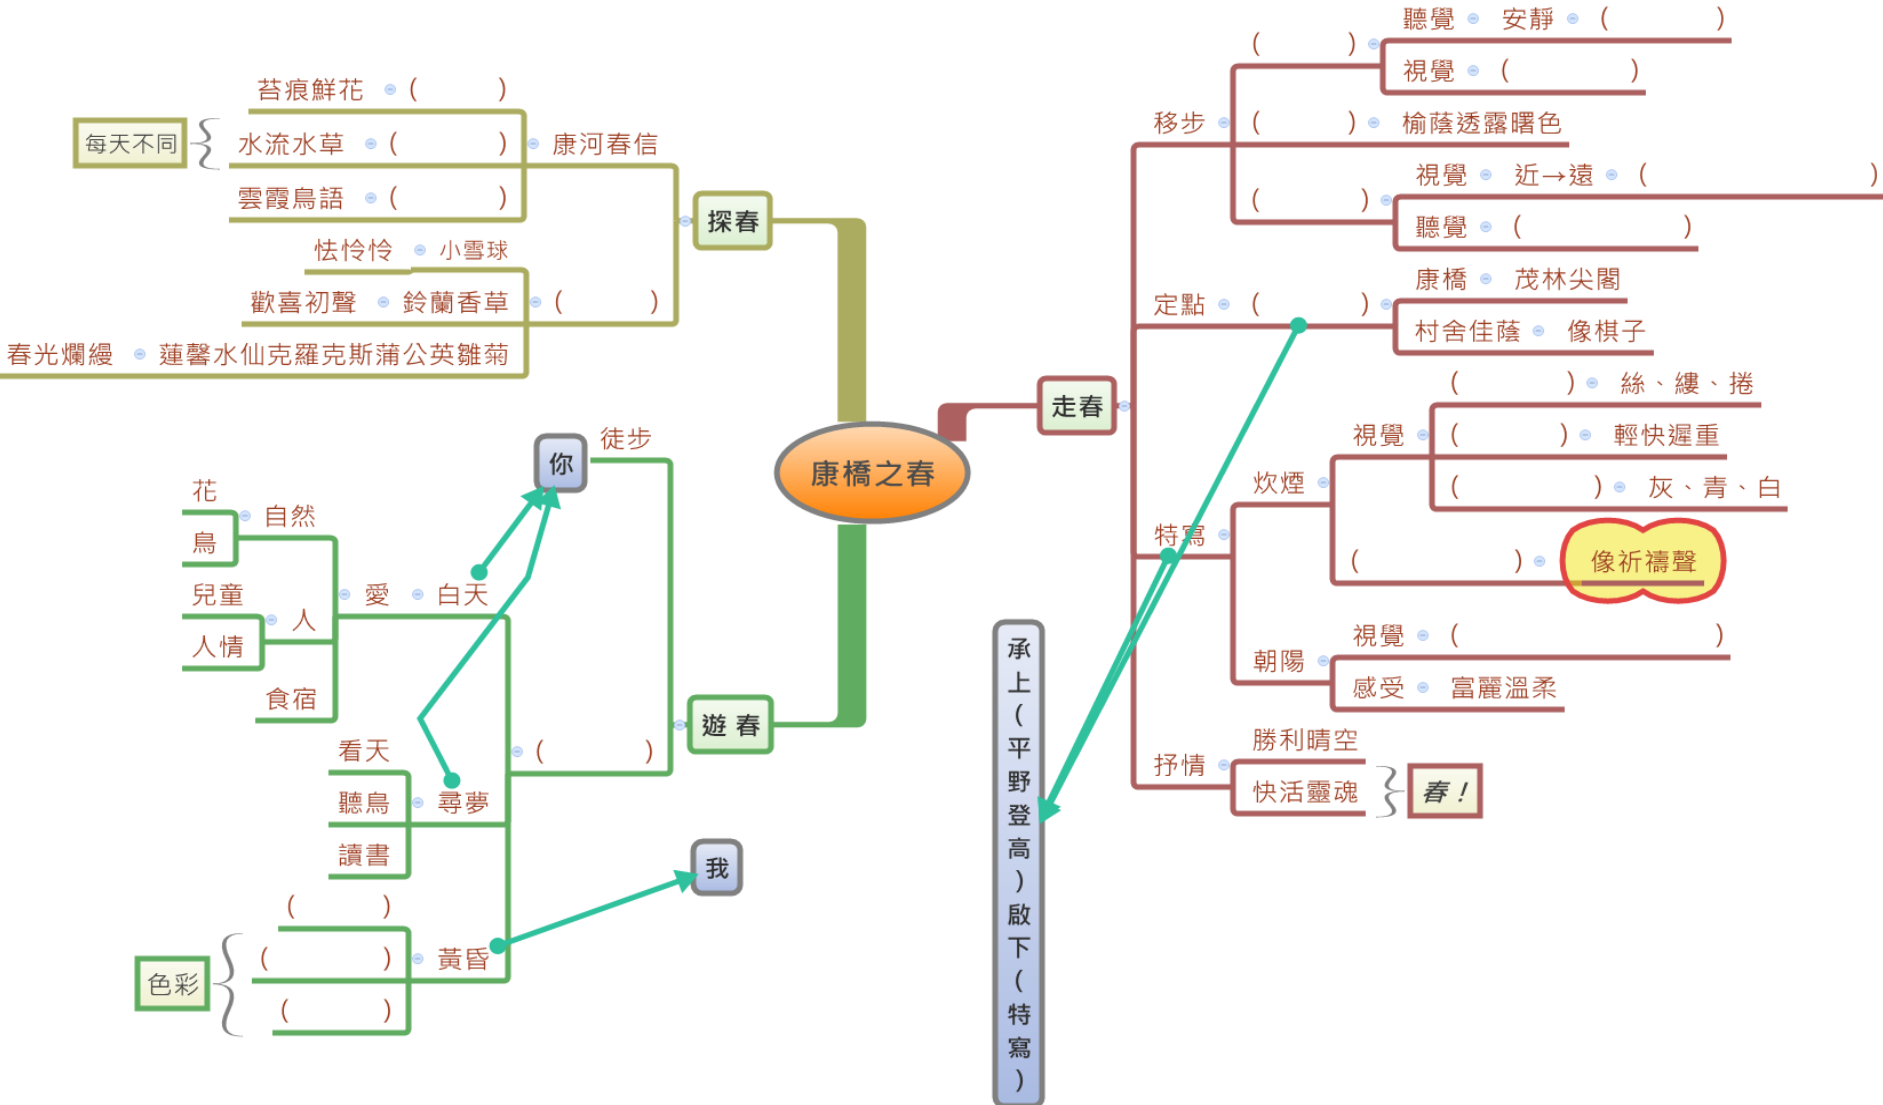 康橋之春
探春
康河春信
苔痕鮮花 (          )
水流水草 (          )
雲霞鳥語 (          )
每天不同
(          )
怯怜怜 小雪球
歡喜初聲 鈴蘭香草
春光爛縵 蓮馨水仙克羅克斯蒲公英雛菊
走春
移步
(          )
聽覺 安靜 (          )
視覺 (          )
(          ) 榆蔭透露曙色
(          )
視覺 近→遠 (          )
聽覺 (          )
定點 (          )
康橋 茂林尖閣
村舍佳蔭 像棋子
特寫
炊煙
視覺
(          ) 絲、縷、捲
(          ) 輕快遲重
(          ) 灰、青、白
(          ) 像祈禱聲
朝陽
視覺 (          )
感受 富麗溫柔
抒情
勝利晴空
快活靈魂
春！
遊 春
徒步
你
(          )
愛 白天
自然
花
鳥
人
兒童
人情
食宿
尋夢
看天
聽鳥
讀書
黃昏
(          )
(          )
(          )
色彩
我
承上(平野登高)啟下(特寫)